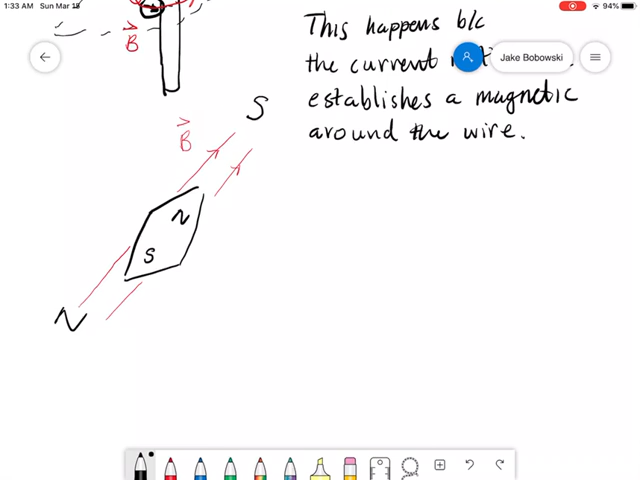 1:33 AM Sun Mar 15
94%
This happens b/c
B
the current
Jake Bobowski
establishes a magnetic
S
around the wire.
B
N
S
N